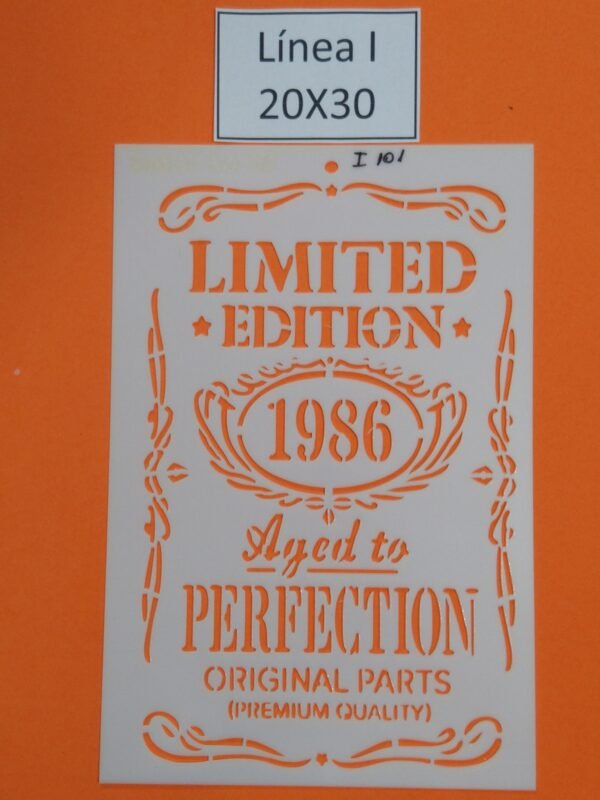 Línea I
20X30
I 101
LIMITED
EDITION
1986
Aged to
PERFECTION
ORIGINAL PARTS
(PREMIUM QUALITY)